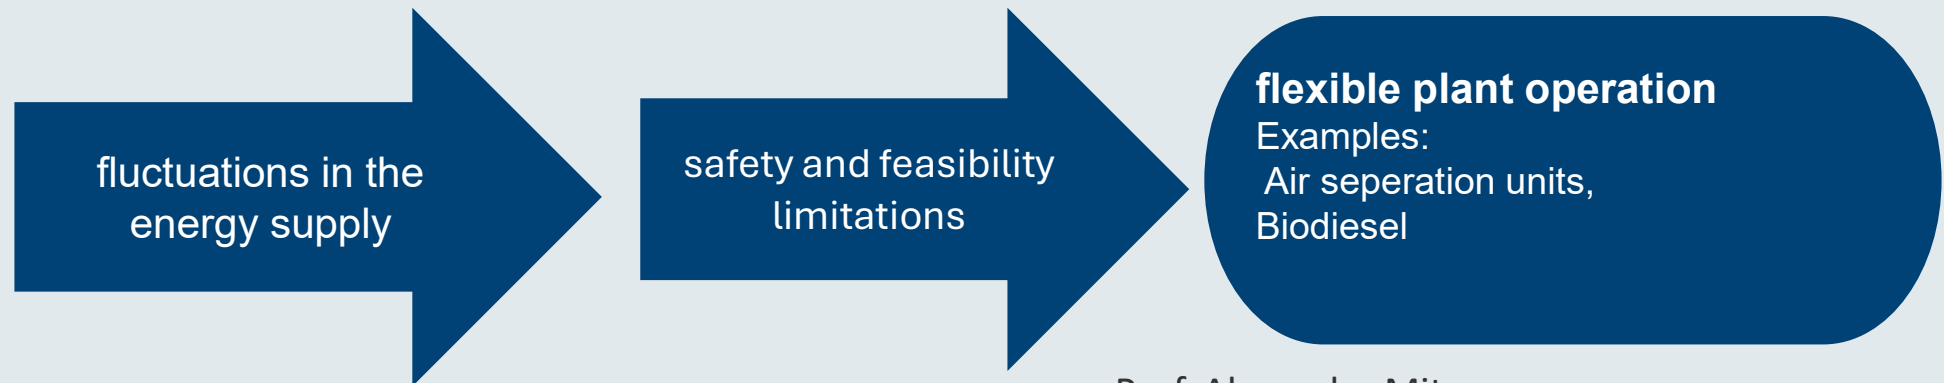 fluctuations in the
energy supply
safety and feasibility
limitations
flexible plant operation
Examples:
Air seperation units,
Biodiesel